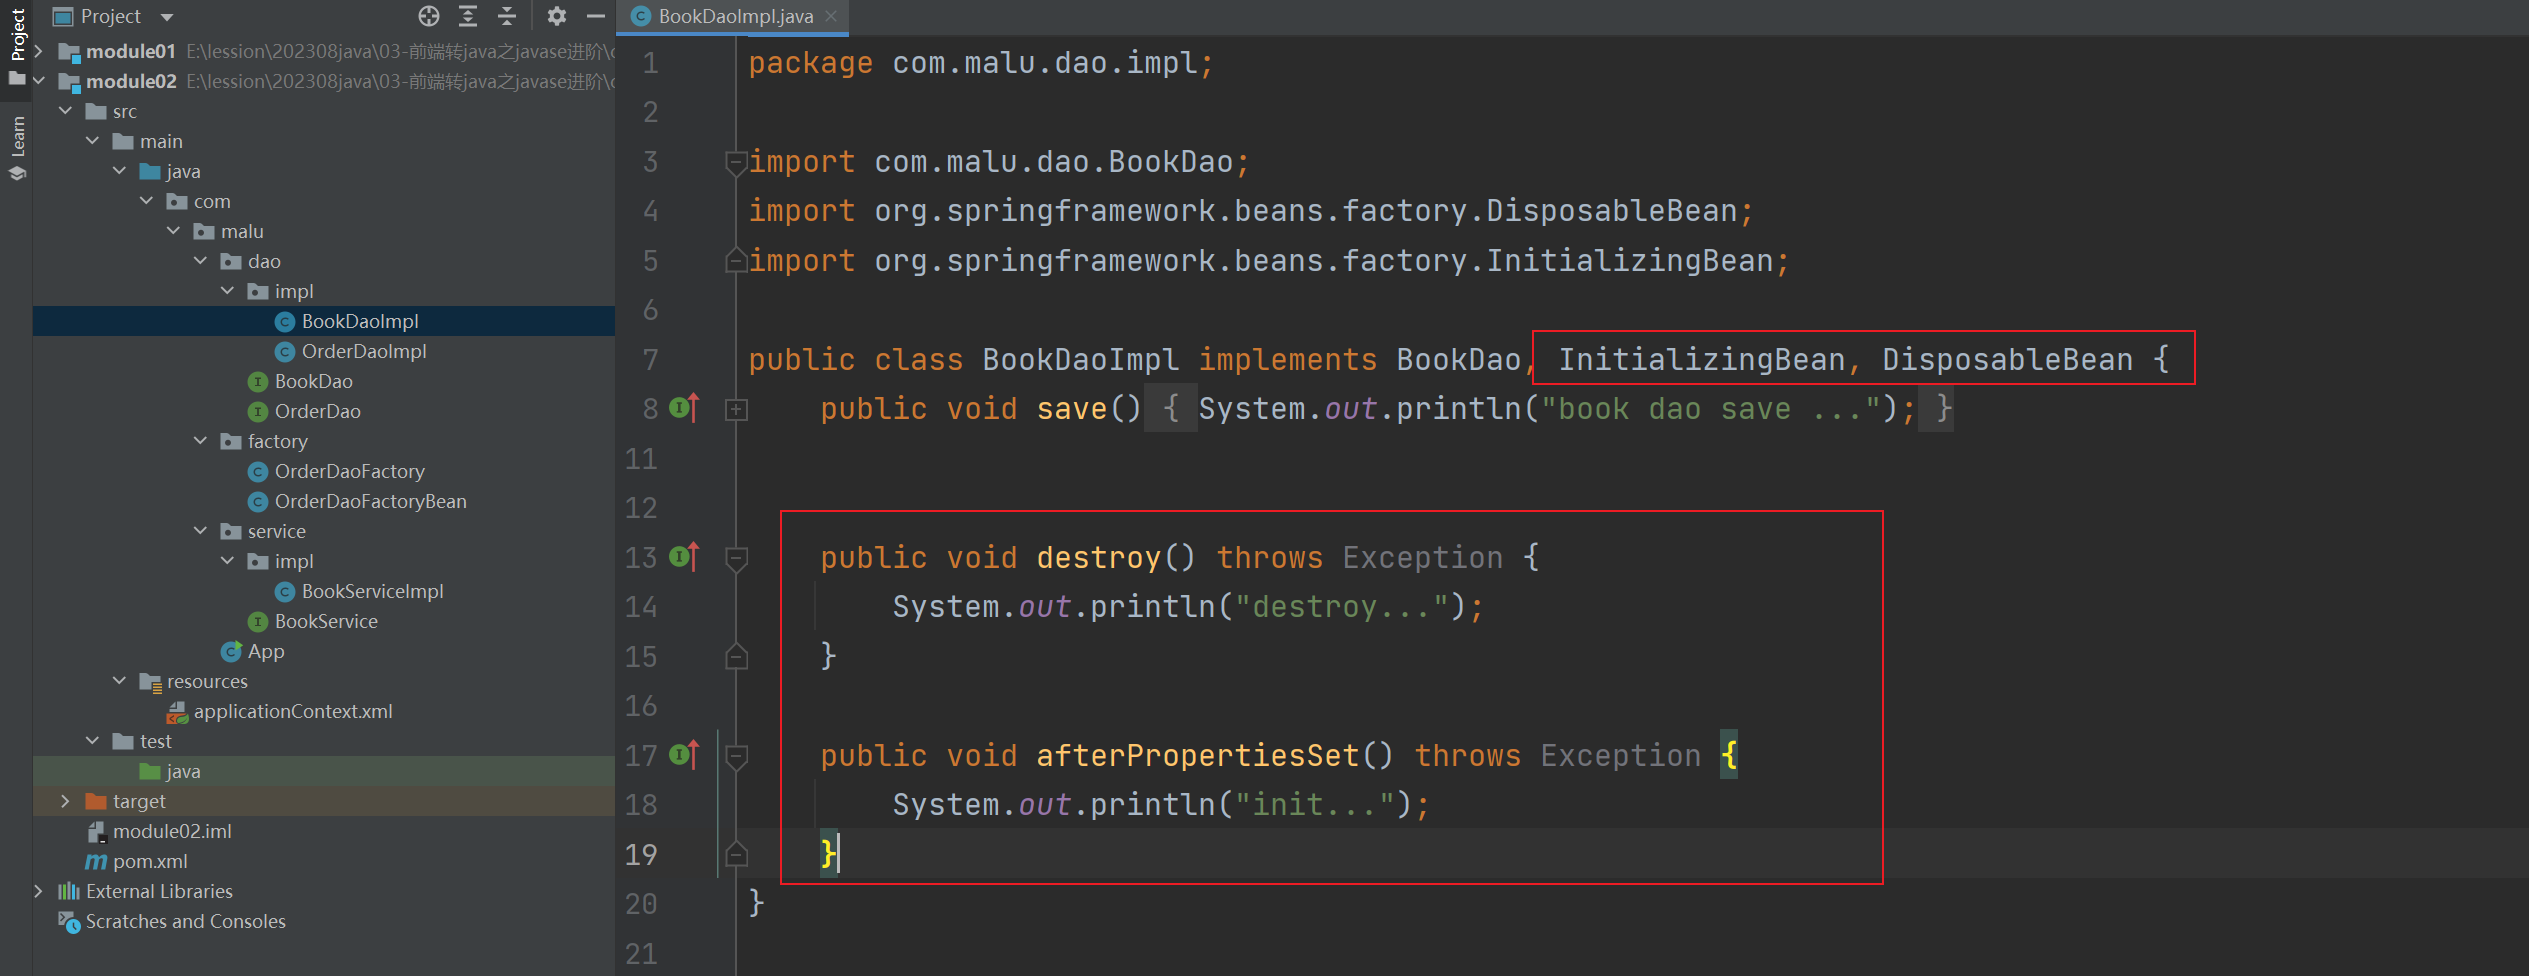 Project
BookDaoImpl.java
Project
Learn
module01 E:\lession\202308java\03-前端转java之javase进阶\
module02 E:\lession\202308java\03-前端转java之javase进阶\
src
main
java
com
malu
dao
impl
BookDaoImpl
OrderDaoImpl
BookDao
OrderDao
factory
OrderDaoFactory
OrderDaoFactoryBean
service
impl
BookServiceImpl
BookService
App
resources
applicationContext.xml
test
java
target
module02.iml
pom.xml
External Libraries
Scratches and Consoles
1 package com.malu.dao.impl;
2
3 import com.malu.dao.BookDao;
4 import org.springframework.beans.factory.DisposableBean;
5 import org.springframework.beans.factory.InitializingBean;
6
7 public class BookDaoImpl implements BookDao, InitializingBean, DisposableBean {
8 public void save() { System.out.println("book dao save ..."); }
11
12
13 public void destroy() throws Exception {
14 System.out.println("destroy...");
15 }
16
17 public void afterPropertiesSet() throws Exception {
18 System.out.println("init...");
19 }
20 }
21